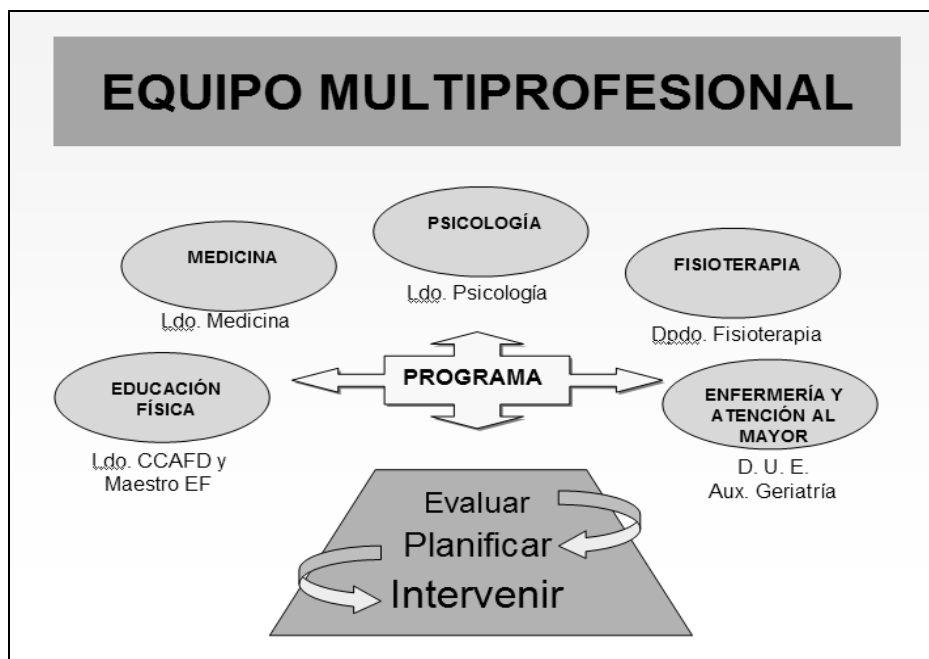 EQUIPO MULTIPROFESIONAL
PSICOLOGÍA
Ldo. Psicología
MEDICINA
Ldo. Medicina
FISIOTERAPIA
Dpdo. Fisioterapia
PROGRAMA
EDUCACIÓN
FÍSICA
Ldo. CCAFD y
Maestro EF
ENFERMERÍA Y
ATENCIÓN AL
MAYOR
D. U. E.
Aux. Geriatría
Evaluar
Planificar
Intervenir